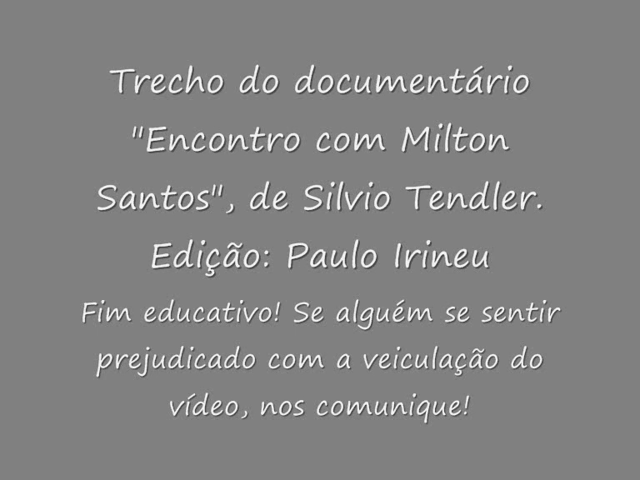 Trecho do documentário
"Encontro com Milton
Santos", de Silvio Tendler.
Edição: Paulo Irineu
Fim educativo! Se alguém se sentir
prejudicado com a veiculação do
vídeo, nos comunique!